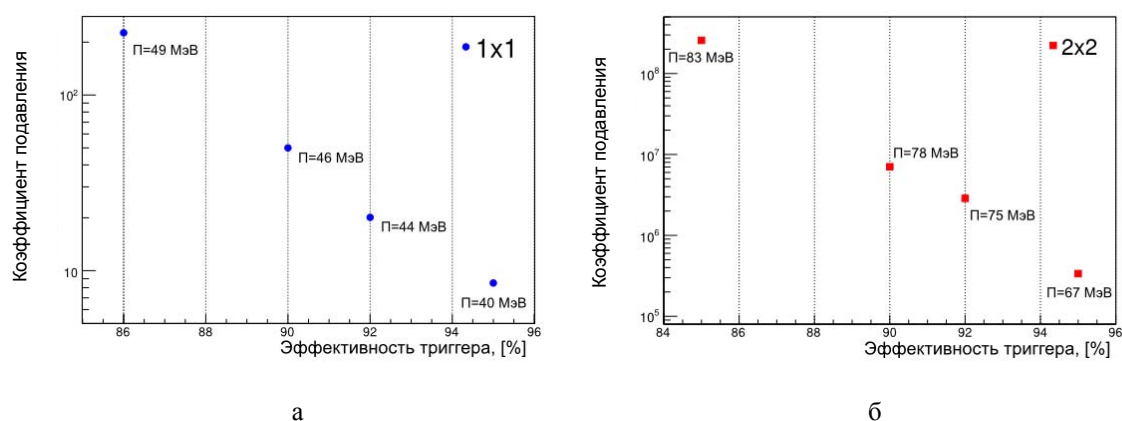 Коэффициент подавления
10²
10
1x1
П=49 МэВ
П=46 МэВ
П=44 МэВ
П=40 МэВ
86 88 90 92 94 96
Эффективность триггера, [%]
а
Коэффициент подавления
10⁸
10⁷
10⁶
10⁵
2x2
П=83 МэВ
П=78 МэВ
П=75 МэВ
П=67 МэВ
84 86 88 90 92 94 96
Эффективность триггера, [%]
б